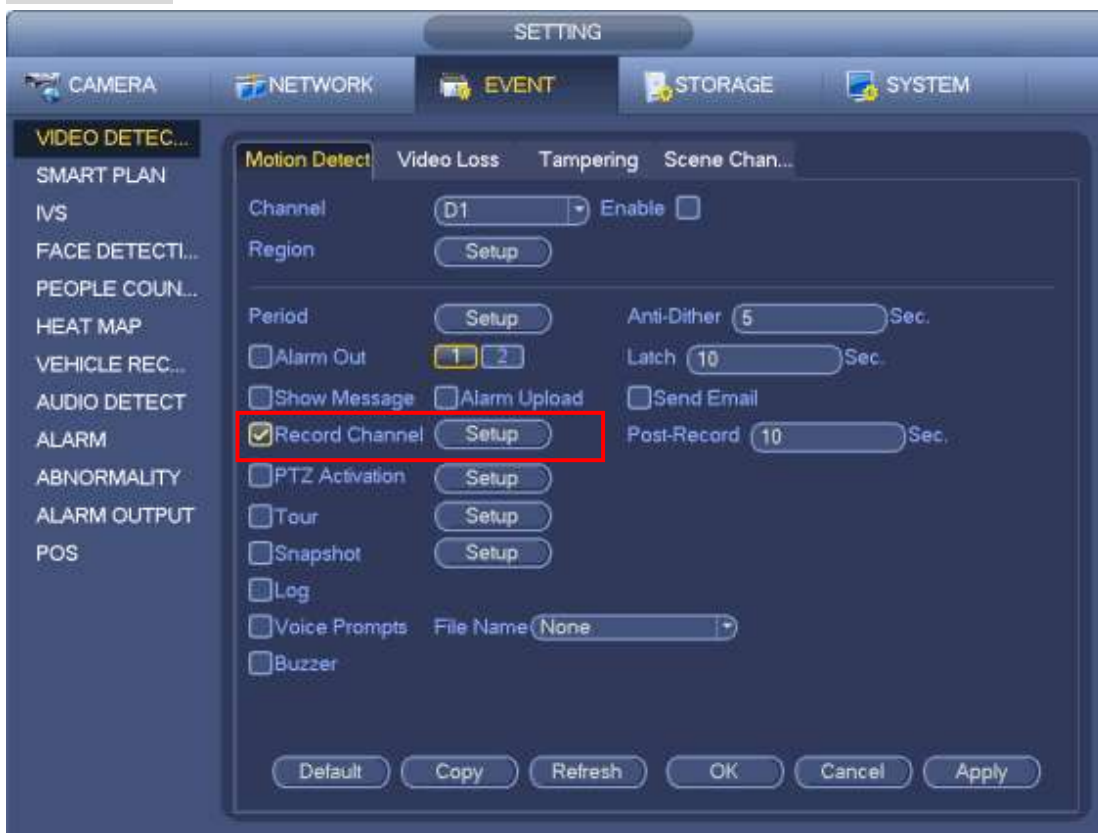 SETTING
CAMERA NETWORK EVENT STORAGE SYSTEM
VIDEO DETEC...
SMART PLAN
IVS
FACE DETECTI...
PEOPLE COUN...
HEAT MAP
VEHICLE REC...
AUDIO DETECT
ALARM
ABNORMALITY
ALARM OUTPUT
POS
Motion Detect Video Loss Tampering Scene Chan...
Channel D1 Enable
Region Setup
Period Setup Anti-Dither 5 Sec.
Alarm Out 1 2 Latch 10 Sec.
Show Message Alarm Upload Send Email
Record Channel Setup Post-Record 10 Sec.
PTZ Activation Setup
Tour Setup
Snapshot Setup
Log
Voice Prompts File Name None
Buzzer
Default Copy Refresh OK Cancel Apply